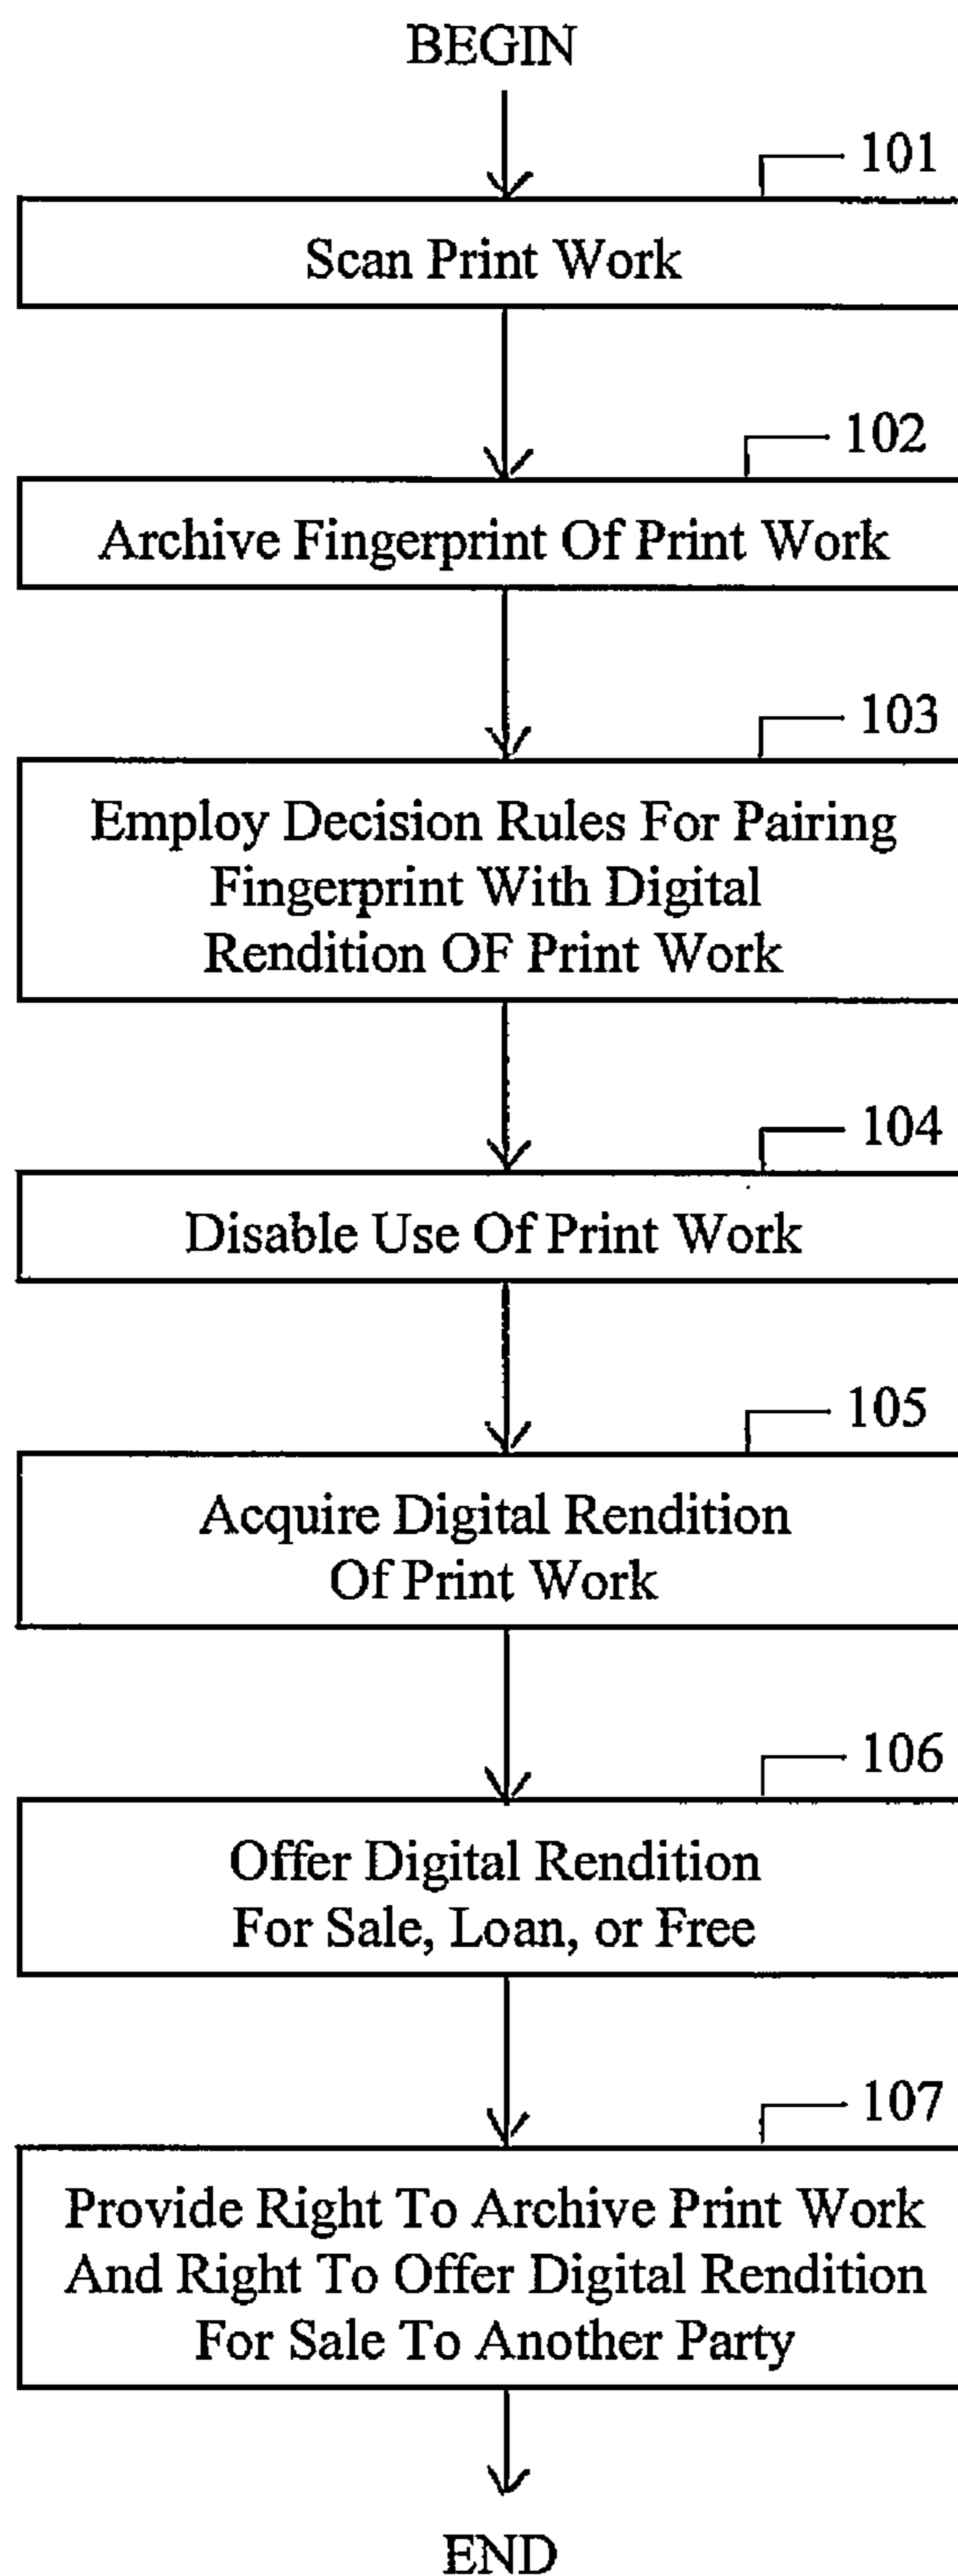 BEGIN
101
Scan Print Work
102
Archive Fingerprint Of Print Work
103
Employ Decision Rules For Pairing
Fingerprint With Digital
Rendition OF Print Work
104
Disable Use Of Print Work
105
Acquire Digital Rendition
Of Print Work
106
Offer Digital Rendition
For Sale, Loan, or Free
107
Provide Right To Archive Print Work
And Right To Offer Digital Rendition
For Sale To Another Party
END